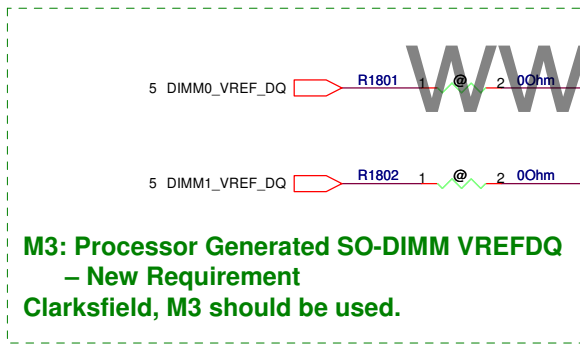 WW
5 DIMM0_VREF_DQ R1801 1 @ 2 0Ohm
5 DIMM1_VREF_DQ R1802 1 @ 2 0Ohm
M3: Processor Generated SO-DIMM VREFDQ
– New Requirement
Clarksfield, M3 should be used.